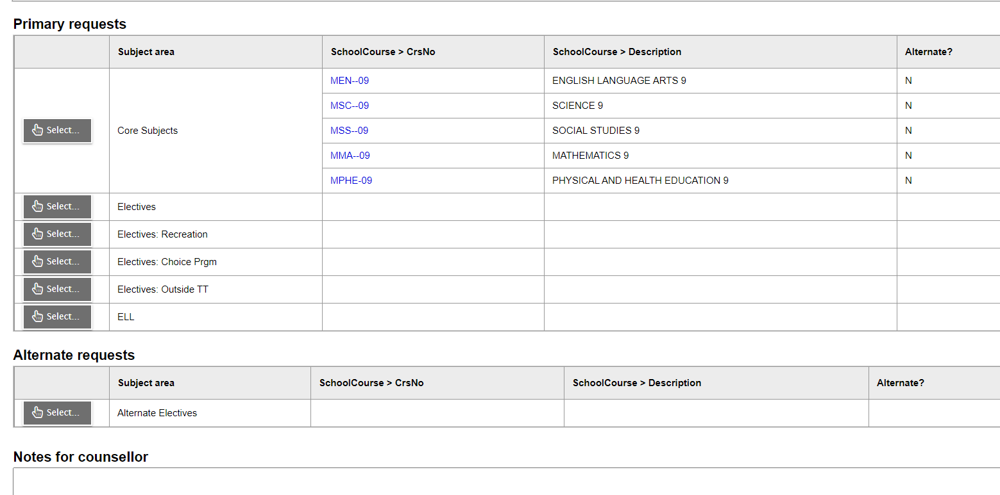 Primary requests
Subject area SchoolCourse > CrsNo SchoolCourse > Description Alternate?
MEN--09 ENGLISH LANGUAGE ARTS 9 N
MSC--09 SCIENCE 9 N
Select... Core Subjects MSS--09 SOCIAL STUDIES 9 N
MMA--09 MATHEMATICS 9 N
MPHE-09 PHYSICAL AND HEALTH EDUCATION 9 N
Select... Electives
Select... Electives: Recreation
Select... Electives: Choice Prgm
Select... Electives: Outside TT
Select... ELL
Alternate requests
Subject area SchoolCourse > CrsNo SchoolCourse > Description Alternate?
Select... Alternate Electives
Notes for counsellor